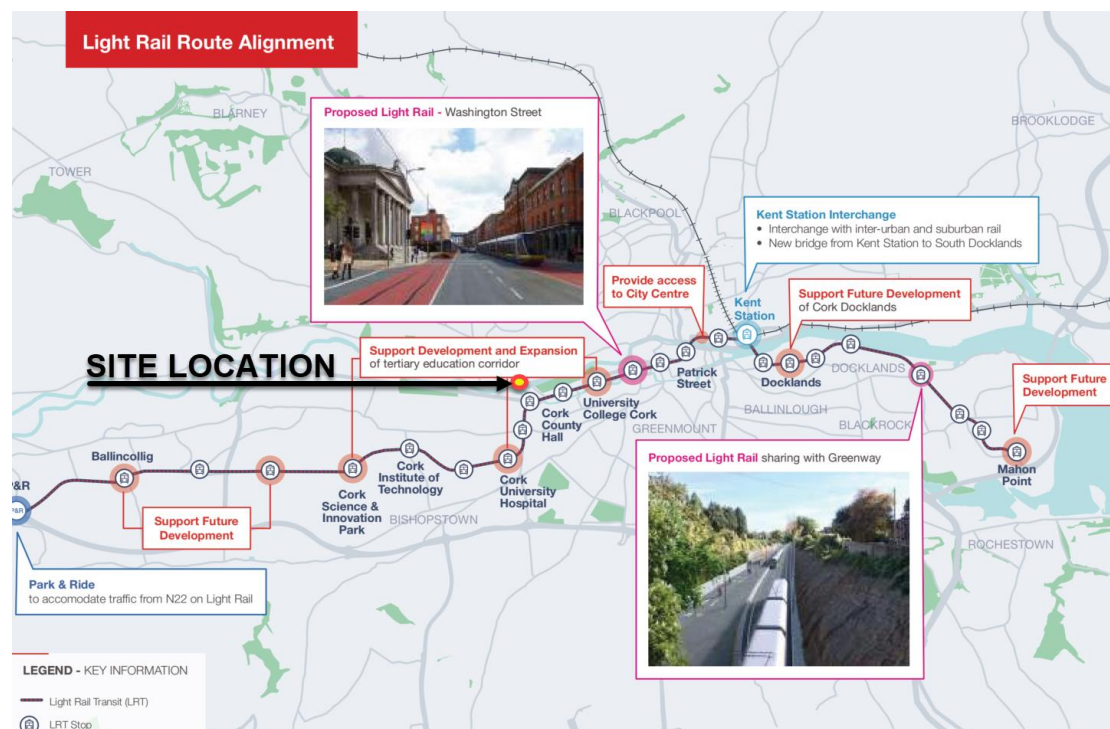 Light Rail Route Alignment
BLARNEY
TOWER
BROOKLODGE
Proposed Light Rail - Washington Street
BLACKPOOL
Kent Station Interchange
• Interchange with inter-urban and suburban rail
• New bridge from Kent Station to South Docklands
Provide access
to City Centre
Kent
Station
Support Future Development
of Cork Docklands
SITE LOCATION
Support Development and Expansion
of tertiary education corridor
Patrick
Street
Docklands
DOCKLANDS
Support Future
Development
University
College Cork
Cork
County
Hall
GREENMOUNT
BALLINLOUGH
BLACKROCK
Ballincollig
Cork
Institute of
Technology
Cork
University
Hospital
Cork
Science &
Innovation
Park
BISHOPSTOWN
Proposed Light Rail sharing with Greenway
Mahon
Point
P&R
P&R
Support Future
Development
ROCHESTOWN
Park & Ride
to accomodate traffic from N22 on Light Rail
LEGEND - KEY INFORMATION
Light Rail Transit (LRT)
LRT Stop